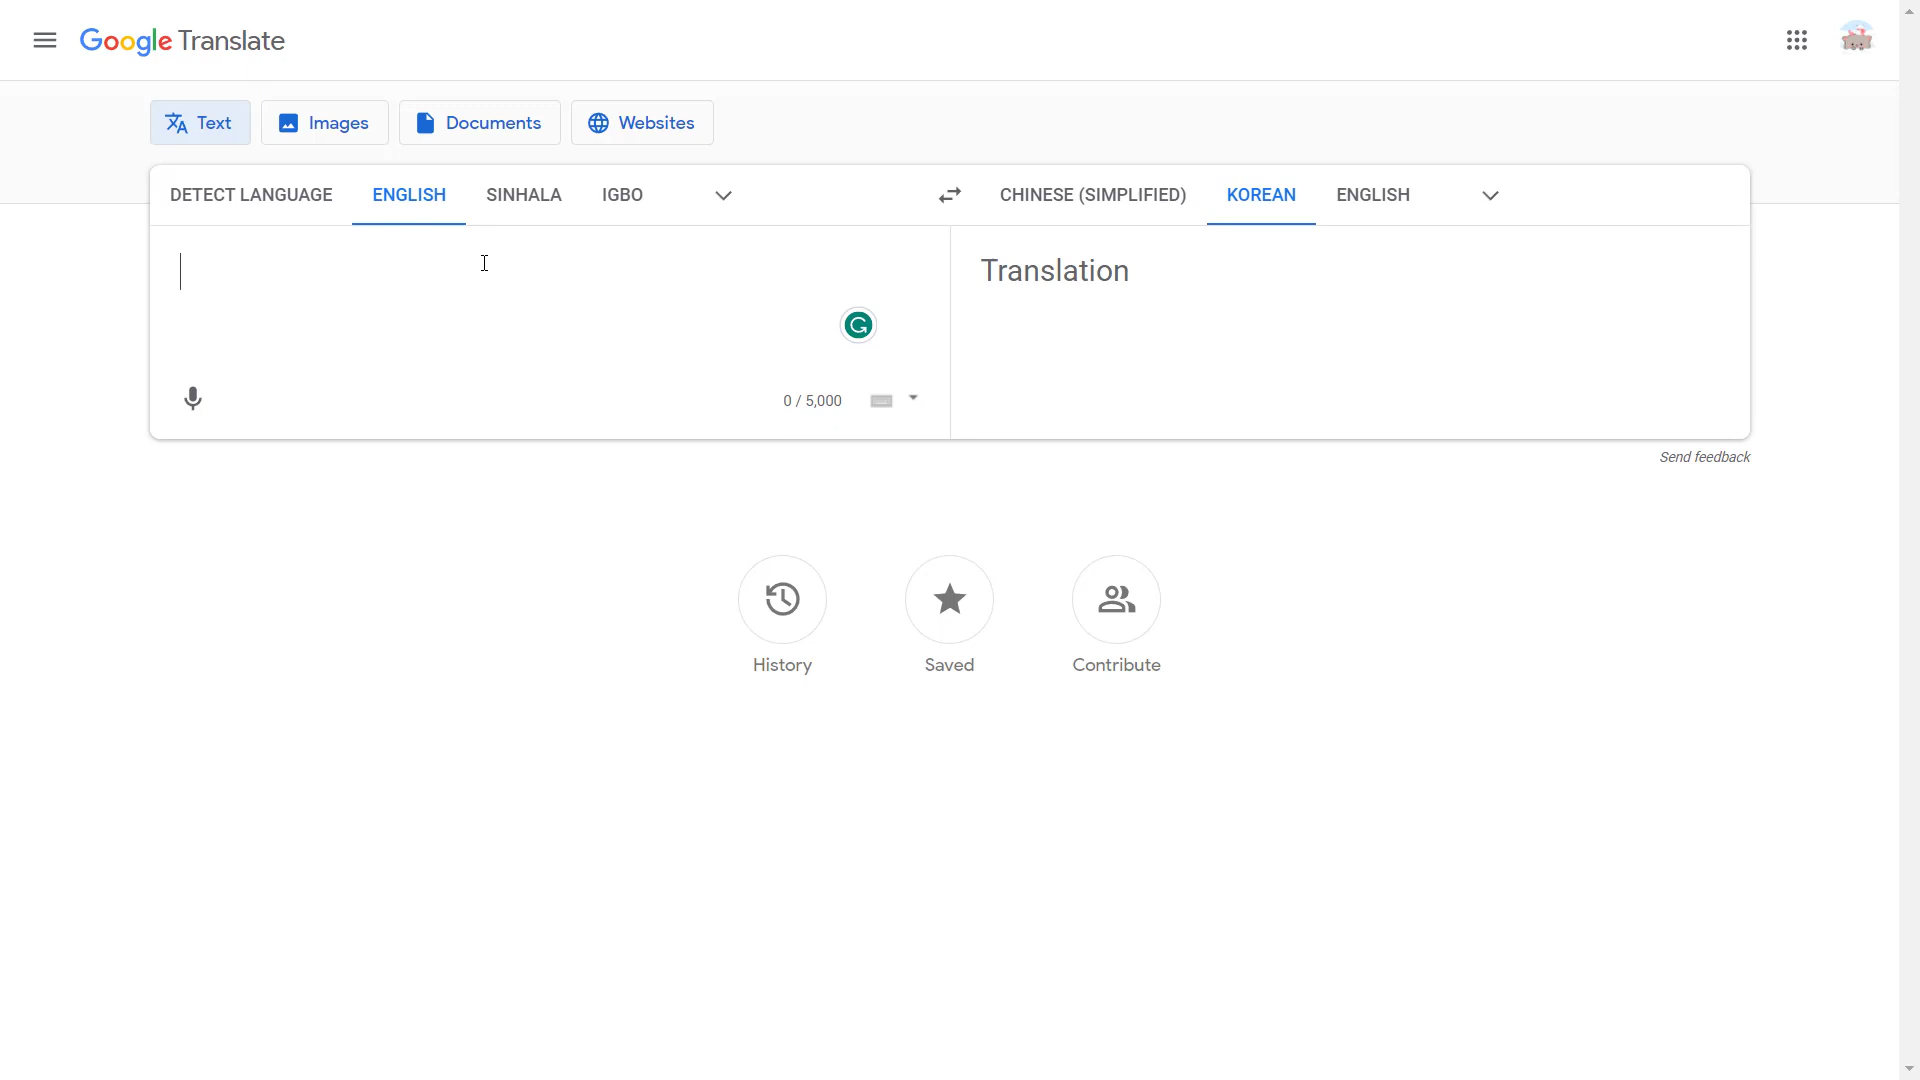 Google Translate
Text Images Documents Websites
DETECT LANGUAGE ENGLISH SINHALA IGBO CHINESE (SIMPLIFIED) KOREAN ENGLISH
Translation
0 / 5,000
Send feedback
History Saved Contribute